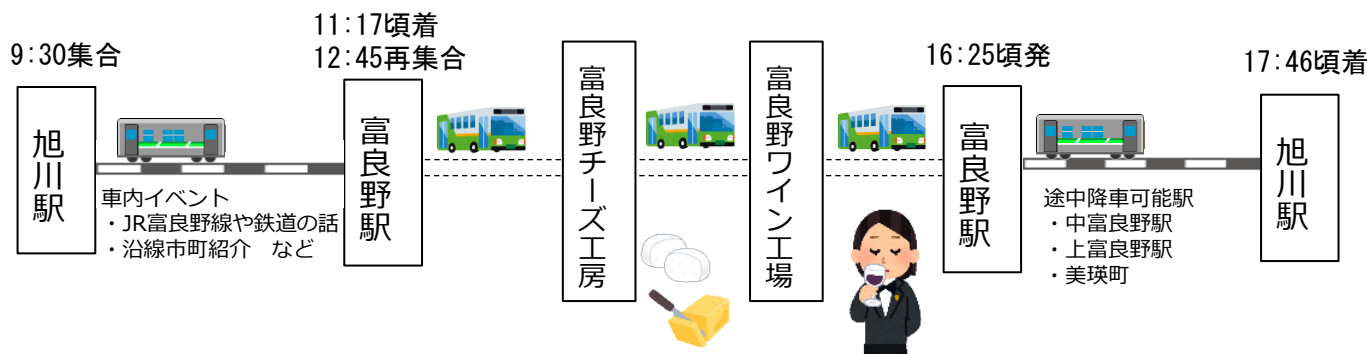 9:30集合
旭川駅
車内イベント
・JR富良野線や鉄道の話
・沿線市町紹介　など
11:17頃着
12:45再集合
富良野駅
富良野チーズ工房
富良野ワイン工場
16:25頃発
富良野駅
途中降車可能駅
・中富良野駅
・上富良野駅
・美瑛町
17:46頃着
旭川駅